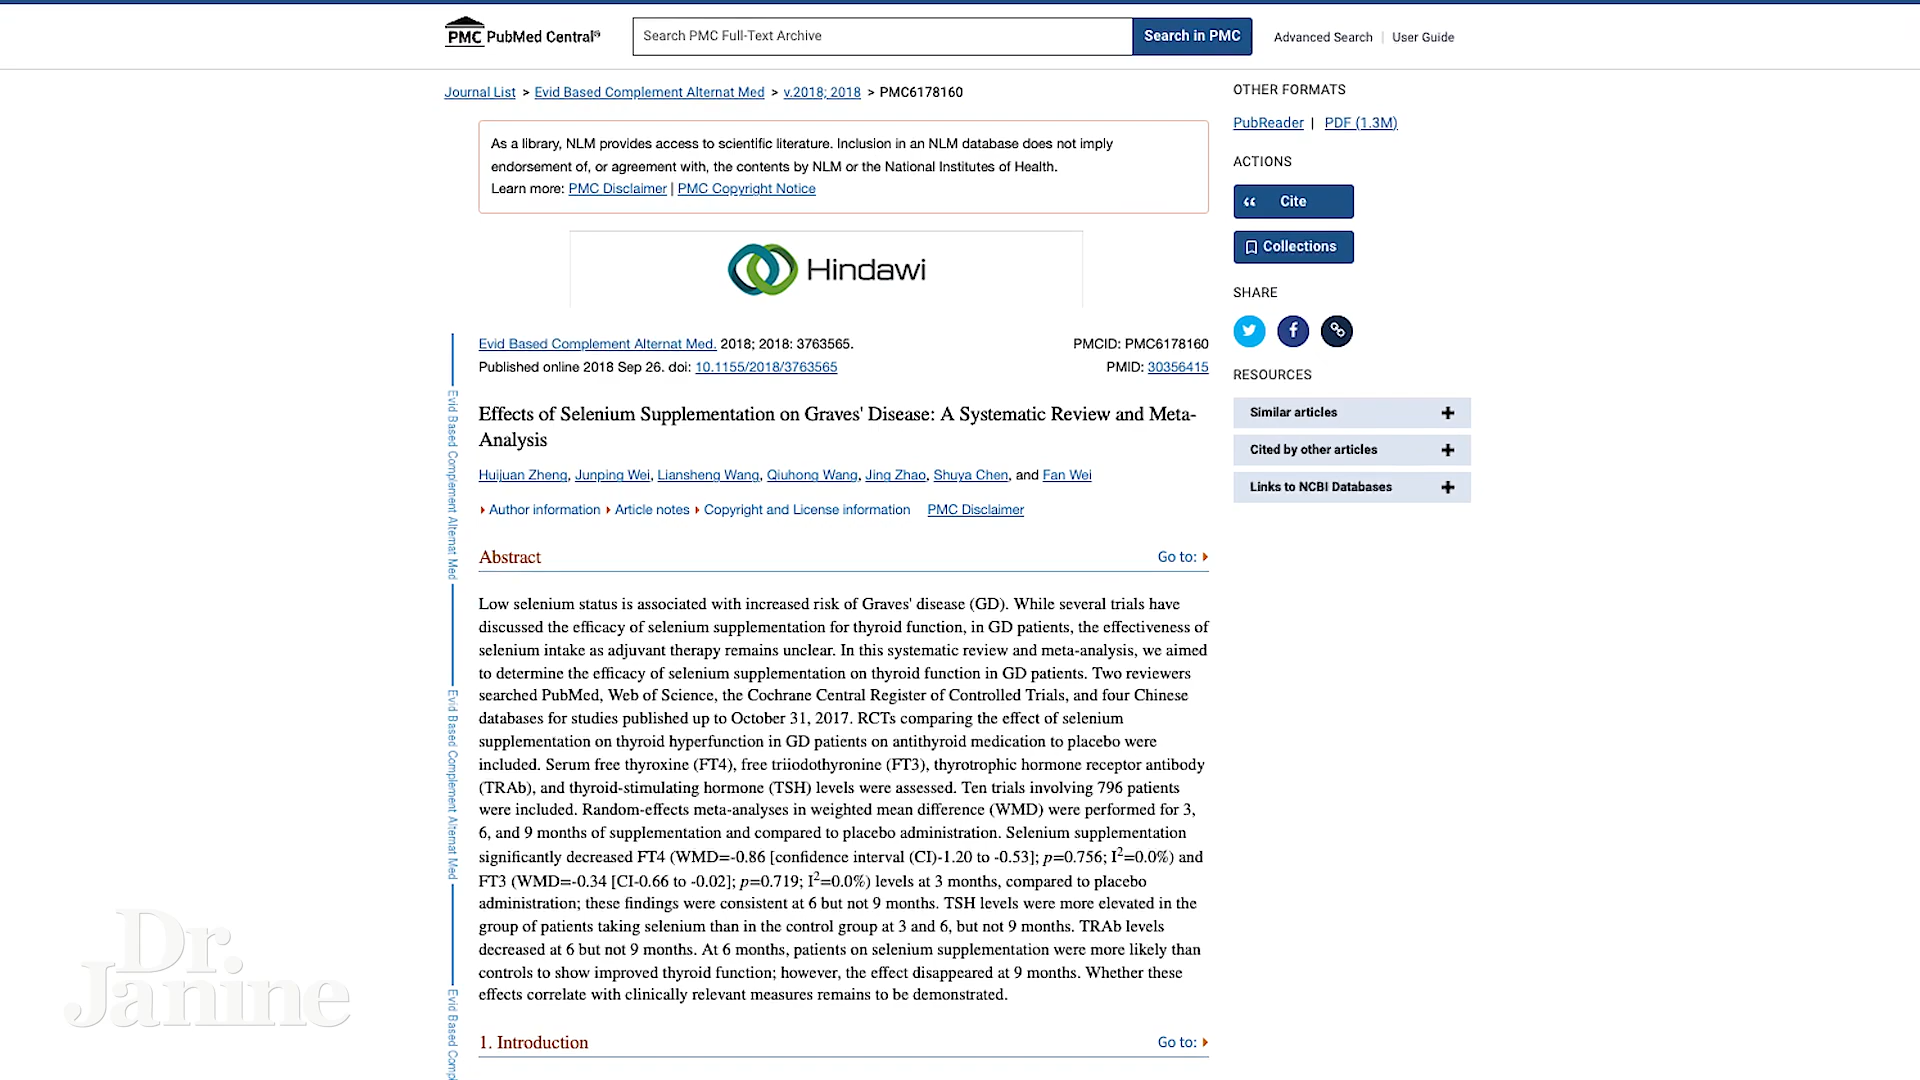 PMC PubMed Central®
Search PMC Full-Text Archive
Search in PMC
Advanced Search | User Guide
Journal List > Evid Based Complement Alternat Med > v.2018; 2018 > PMC6178160
As a library, NLM provides access to scientific literature. Inclusion in an NLM database does not imply
endorsement of, or agreement with, the contents by NLM or the National Institutes of Health.
Learn more: PMC Disclaimer | PMC Copyright Notice
Hindawi
Evid Based Complement Alternat Med. 2018; 2018: 3763565.
PMCID: PMC6178160
Published online 2018 Sep 26. doi: 10.1155/2018/3763565
PMID: 30356415
Effects of Selenium Supplementation on Graves' Disease: A Systematic Review and Meta-
Analysis
Huijuan Zheng, Junping Wei, Liansheng Wang, Qiuhong Wang, Jing Zhao, Shuya Chen, and Fan Wei
Author information Article notes Copyright and License information PMC Disclaimer
Abstract
Go to:
Low selenium status is associated with increased risk of Graves' disease (GD). While several trials have
discussed the efficacy of selenium supplementation for thyroid function, in GD patients, the effectiveness of
selenium intake as adjuvant therapy remains unclear. In this systematic review and meta-analysis, we aimed
to determine the efficacy of selenium supplementation on thyroid function in GD patients. Two reviewers
searched PubMed, Web of Science, the Cochrane Central Register of Controlled Trials, and four Chinese
databases for studies published up to October 31, 2017. RCTs comparing the effect of selenium
supplementation on thyroid hyperfunction in GD patients on antithyroid medication to placebo were
included. Serum free thyroxine (FT4), free triiodothyronine (FT3), thyrotrophic hormone receptor antibody
(TRAb), and thyroid-stimulating hormone (TSH) levels were assessed. Ten trials involving 796 patients
were included. Random-effects meta-analyses in weighted mean difference (WMD) were performed for 3,
6, and 9 months of supplementation and compared to placebo administration. Selenium supplementation
significantly decreased FT4 (WMD=-0.86 [confidence interval (CI)-1.20 to -0.53]; p=0.756; I²=0.0%) and
FT3 (WMD=-0.34 [CI-0.66 to -0.02]; p=0.719; I²=0.0%) levels at 3 months, compared to placebo
administration; these findings were consistent at 6 but not 9 months. TSH levels were more elevated in the
group of patients taking selenium than in the control group at 3 and 6, but not 9 months. TRAb levels
decreased at 6 but not 9 months. At 6 months, patients on selenium supplementation were more likely than
controls to show improved thyroid function; however, the effect disappeared at 9 months. Whether these
effects correlate with clinically relevant measures remains to be demonstrated.
1. Introduction
Go to:
OTHER FORMATS
PubReader | PDF (1.3M)
ACTIONS
Cite
Collections
SHARE
RESOURCES
Similar articles
Cited by other articles
Links to NCBI Databases
Evid Based Complement Alternat Med
Evid Based Complement Alternat Med
Evid Based Compl
Dr.
Janine